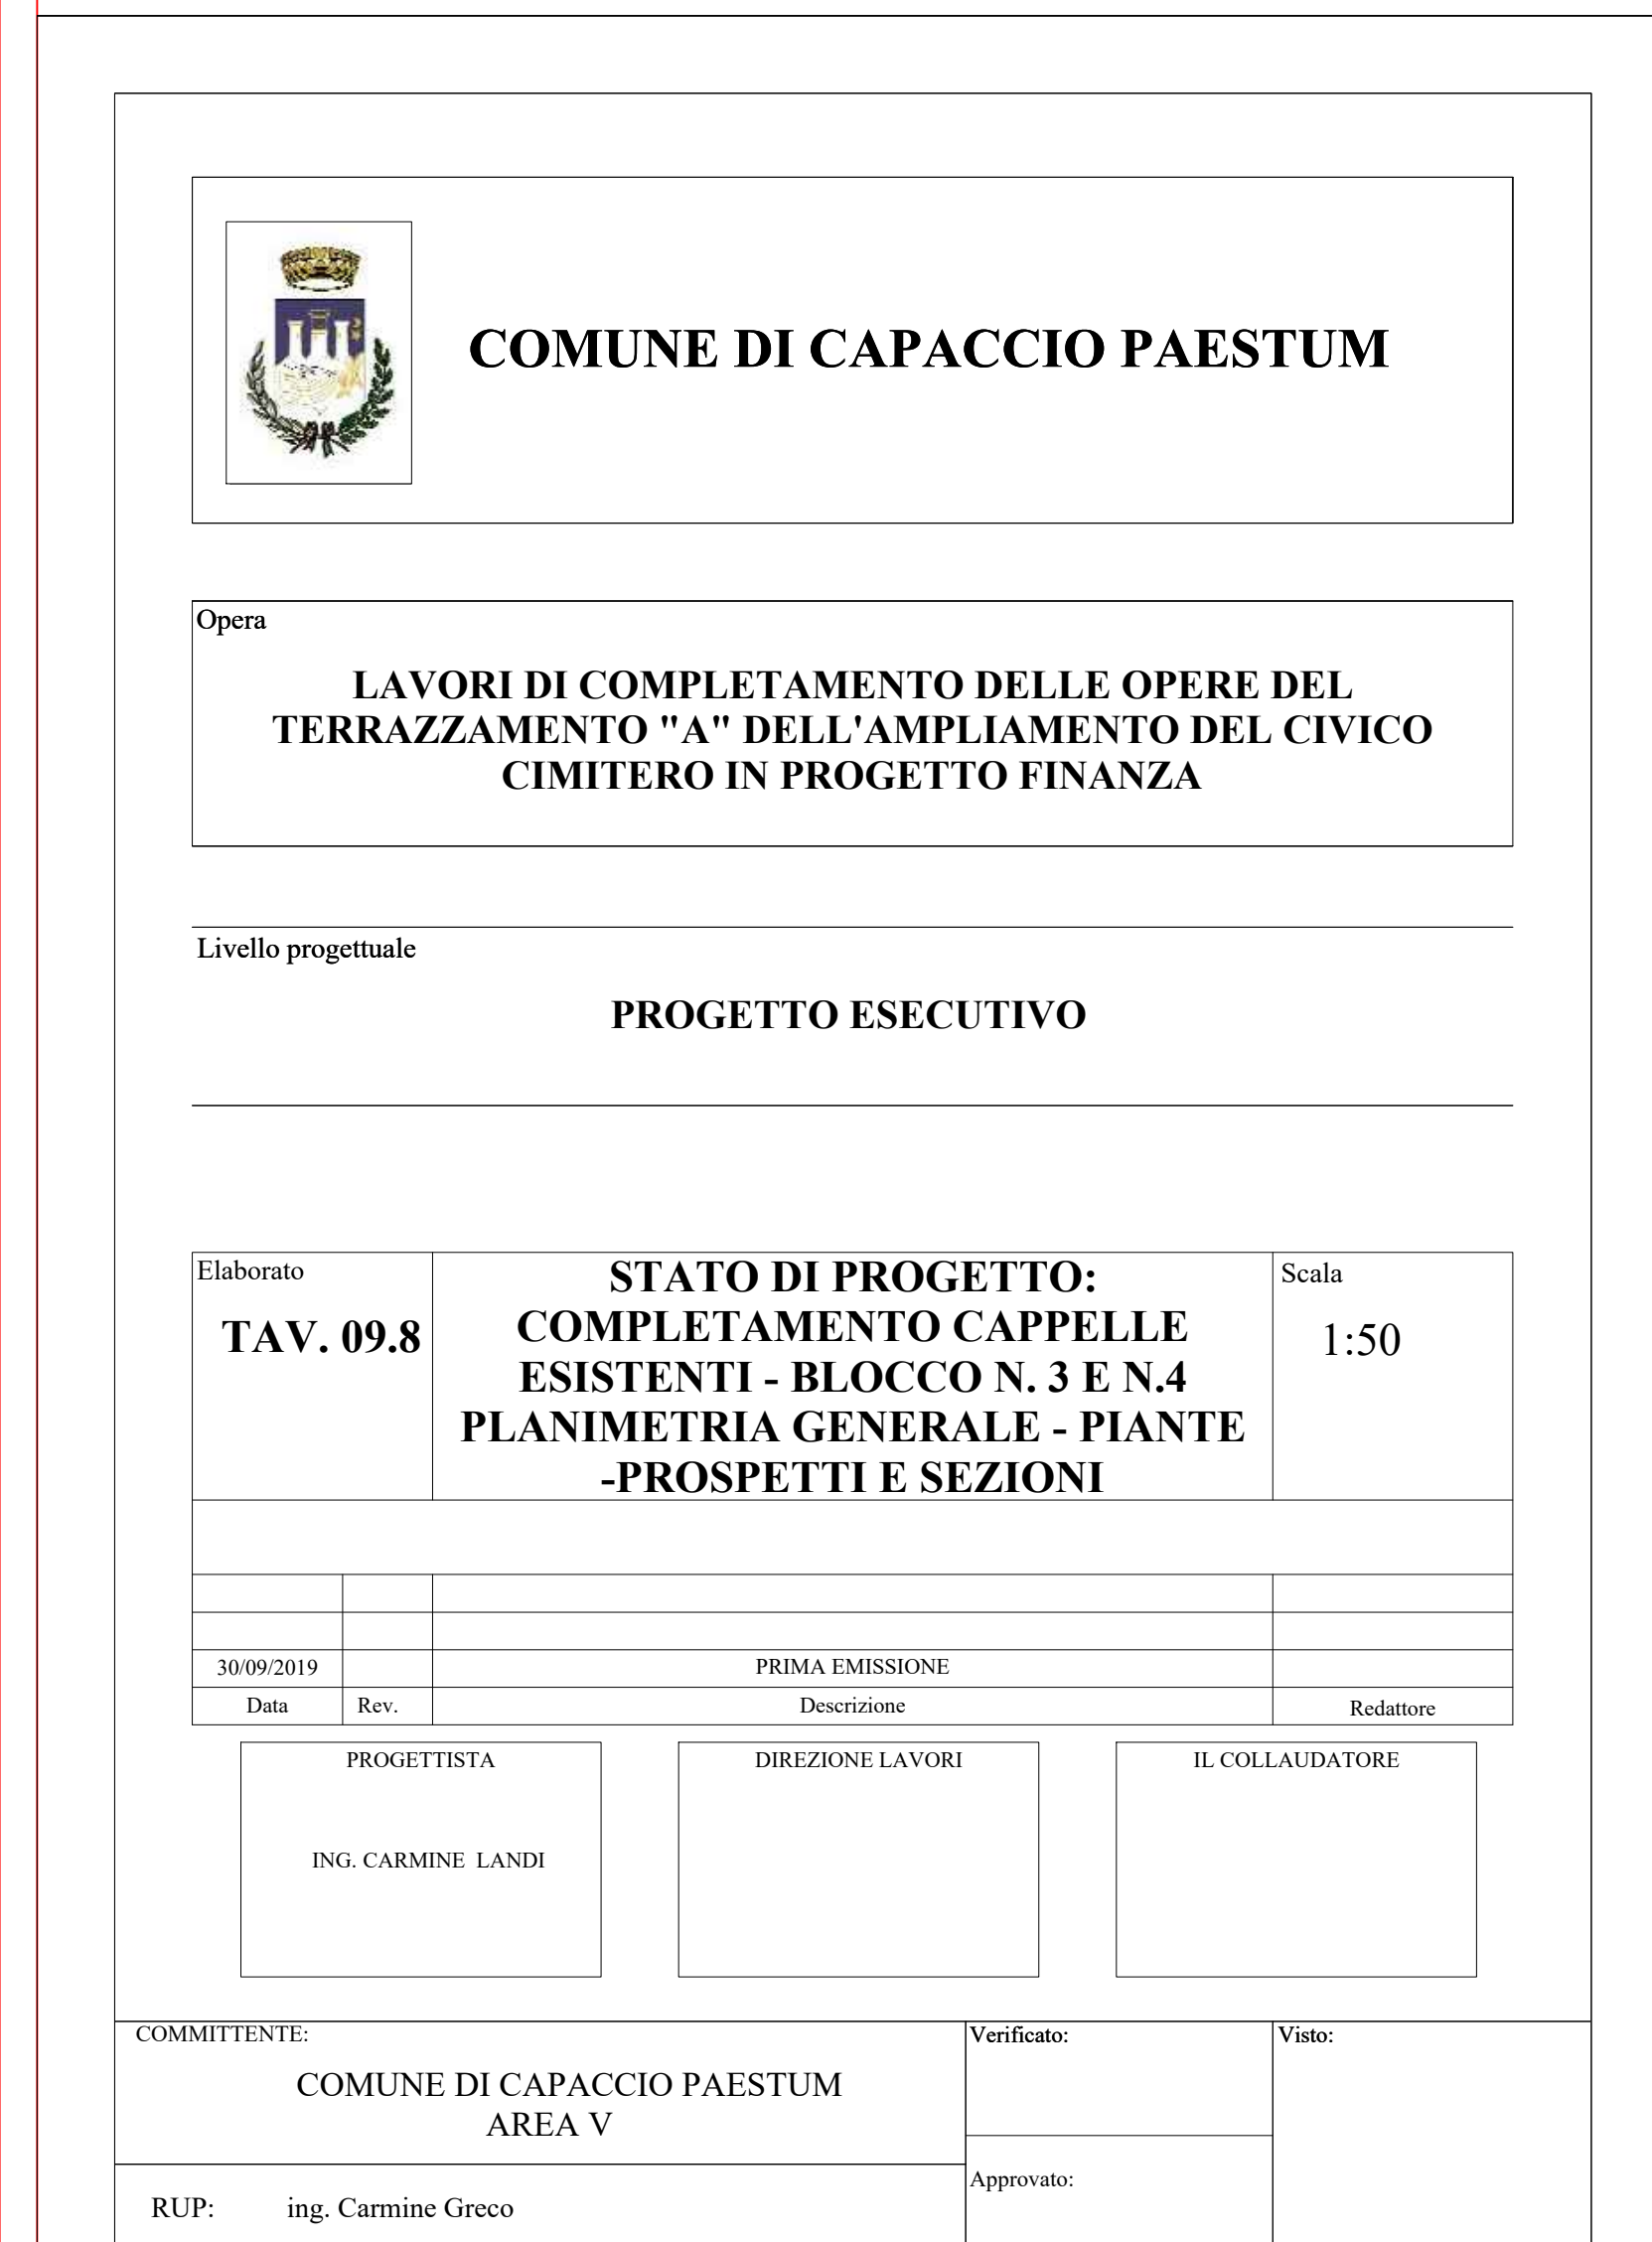 COMUNE DI CAPACCIO PAESTUM
Opera
LAVORI DI COMPLETAMENTO DELLE OPERE DEL
TERRAZZAMENTO "A" DELL'AMPLIAMENTO DEL CIVICO
CIMITERO IN PROGETTO FINANZA
Livello progettuale
PROGETTO ESECUTIVO
Elaborato
TAV. 09.8
STATO DI PROGETTO:
COMPLETAMENTO CAPPELLE
ESISTENTI - BLOCCO N. 3 E N.4
PLANIMETRIA GENERALE - PIANTE
-PROSPETTI E SEZIONI
Scala
1:50
30/09/2019 PRIMA EMISSIONE
Data Rev. Descrizione Redattore
PROGETTISTA
ING. CARMINE LANDI
DIREZIONE LAVORI
IL COLLAUDATORE
COMMITTENTE:
COMUNE DI CAPACCIO PAESTUM
AREA V
RUP: ing. Carmine Greco
Verificato:
Approvato:
Visto: